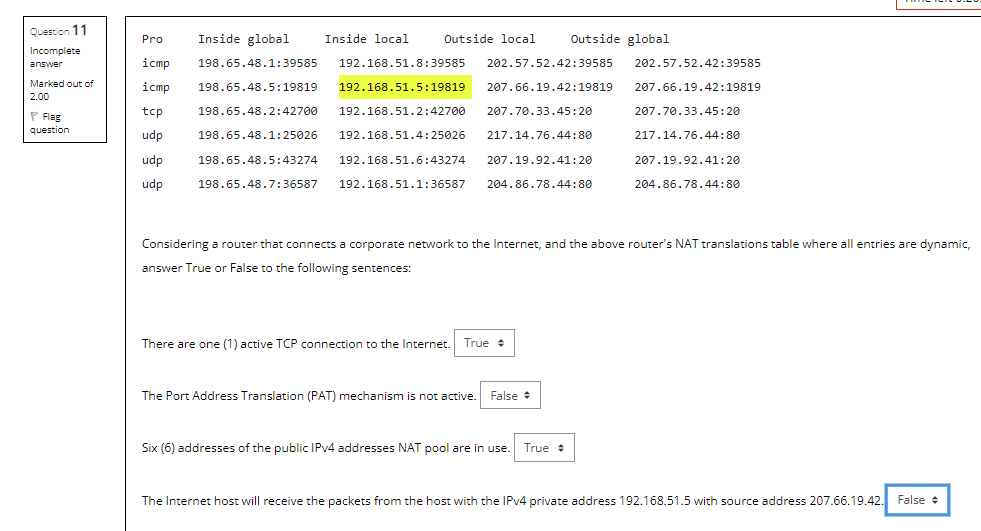 Question 11
Incomplete
answer
Marked out of
2.00
Flag
question
Pro Inside global Inside local Outside local Outside global
icmp 198.65.48.1:39585 192.168.51.8:39585 202.57.52.42:39585 202.57.52.42:39585
icmp 198.65.48.5:19819 192.168.51.5:19819 207.66.19.42:19819 207.66.19.42:19819
tcp 198.65.48.2:42700 192.168.51.2:42700 207.70.33.45:20 207.70.33.45:20
udp 198.65.48.1:25026 192.168.51.4:25026 217.14.76.44:80 217.14.76.44:80
udp 198.65.48.5:43274 192.168.51.6:43274 207.19.92.41:20 207.19.92.41:20
udp 198.65.48.7:36587 192.168.51.1:36587 204.86.78.44:80 204.86.78.44:80
Considering a router that connects a corporate network to the Internet, and the above router's NAT translations table where all entries are dynamic,
answer True or False to the following sentences:
There are one (1) active TCP connection to the Internet. True
The Port Address Translation (PAT) mechanism is not active. False
Six (6) addresses of the public IPv4 addresses NAT pool are in use. True
The Internet host will receive the packets from the host with the IPv4 private address 192.168.51.5 with source address 207.66.19.42. False